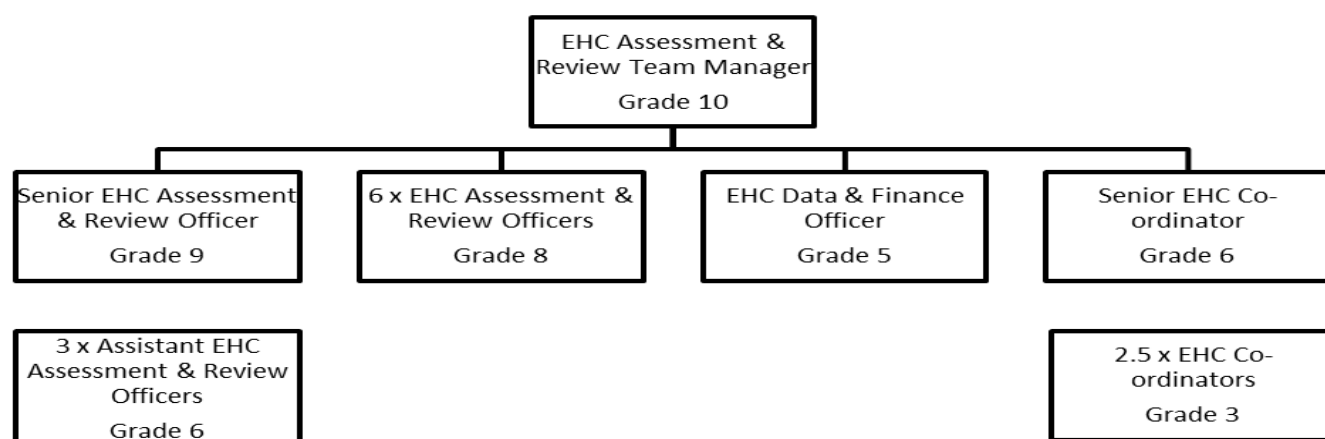 EHC Assessment &
Review Team Manager
Grade 10
Senior EHC Assessment
& Review Officer
Grade 9
6 x EHC Assessment &
Review Officers
Grade 8
EHC Data & Finance
Officer
Grade 5
Senior EHC Co-
ordinator
Grade 6
3 x Assistant EHC
Assessment & Review
Officers
Grade 6
2.5 x EHC Co-
ordinators
Grade 3